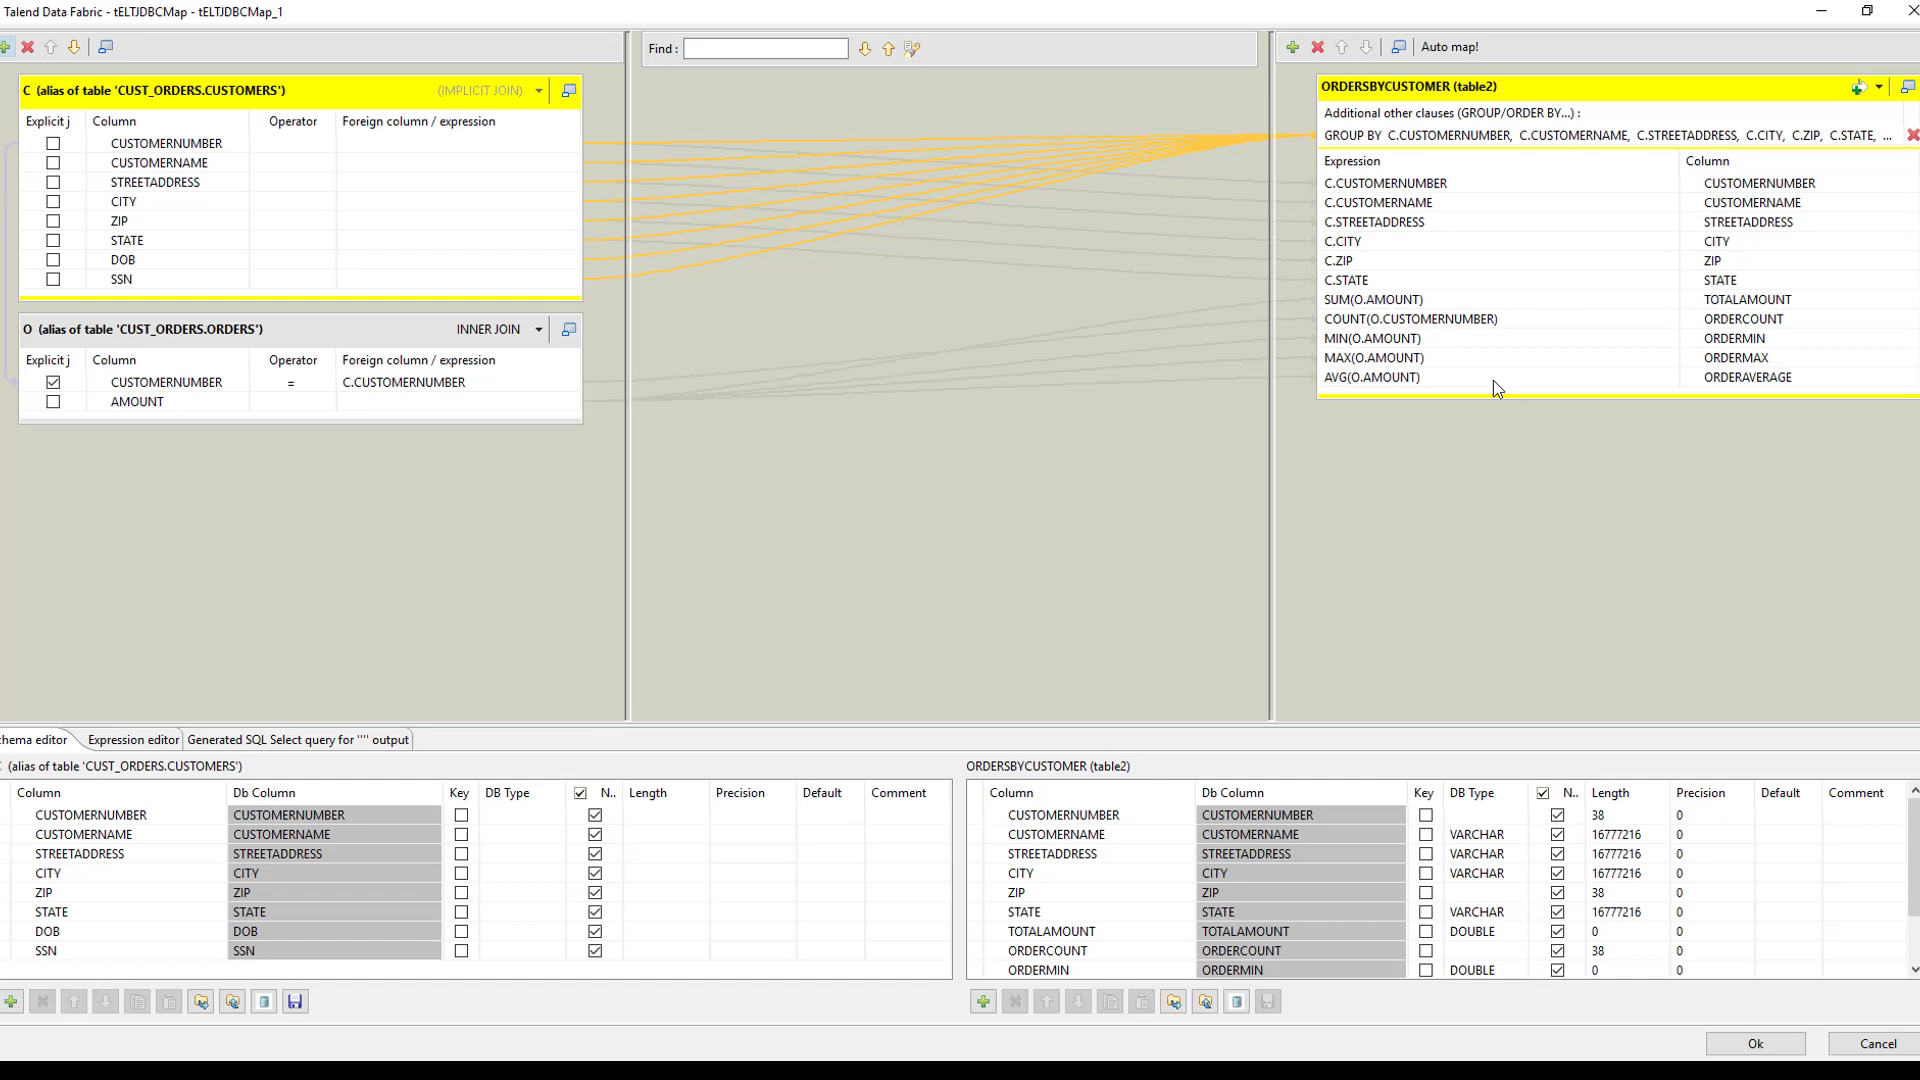 Talend Data Fabric - tELTJDBCMap - tELTJDBCMap_1
Find :
Auto map!
C (alias of table 'CUST_ORDERS.CUSTOMERS') (IMPLICIT JOIN)
Explicit j Column Operator Foreign column / expression
CUSTOMERNUMBER
CUSTOMERNAME
STREETADDRESS
CITY
ZIP
STATE
DOB
SSN
O (alias of table 'CUST_ORDERS.ORDERS') INNER JOIN
Explicit j Column Operator Foreign column / expression
CUSTOMERNUMBER = C.CUSTOMERNUMBER
AMOUNT
ORDERSBYCUSTOMER (table2)
Additional other clauses (GROUP/ORDER BY...) :
GROUP BY C.CUSTOMERNUMBER, C.CUSTOMERNAME, C.STREETADDRESS, C.CITY, C.ZIP, C.STATE, ...
Expression Column
C.CUSTOMERNUMBER CUSTOMERNUMBER
C.CUSTOMERNAME CUSTOMERNAME
C.STREETADDRESS STREETADDRESS
C.CITY CITY
C.ZIP ZIP
C.STATE STATE
SUM(O.AMOUNT) TOTALAMOUNT
COUNT(O.CUSTOMERNUMBER) ORDERCOUNT
MIN(O.AMOUNT) ORDERMIN
MAX(O.AMOUNT) ORDERMAX
AVG(O.AMOUNT) ORDERAVERAGE
hema editor Expression editor Generated SQL Select query for '"" output
(alias of table 'CUST_ORDERS.CUSTOMERS')
Column Db Column Key DB Type N.. Length Precision Default Comment
CUSTOMERNUMBER CUSTOMERNUMBER
CUSTOMERNAME CUSTOMERNAME
STREETADDRESS STREETADDRESS
CITY CITY
ZIP ZIP
STATE STATE
DOB DOB
SSN SSN
ORDERSBYCUSTOMER (table2)
Column Db Column Key DB Type N.. Length Precision Default Comment
CUSTOMERNUMBER CUSTOMERNUMBER 38 0
CUSTOMERNAME CUSTOMERNAME VARCHAR 16777216 0
STREETADDRESS STREETADDRESS VARCHAR 16777216 0
CITY CITY VARCHAR 16777216 0
ZIP ZIP 38 0
STATE STATE VARCHAR 16777216 0
TOTALAMOUNT TOTALAMOUNT DOUBLE 0 0
ORDERCOUNT ORDERCOUNT 38 0
ORDERMIN ORDERMIN DOUBLE 0 0
Ok Cancel